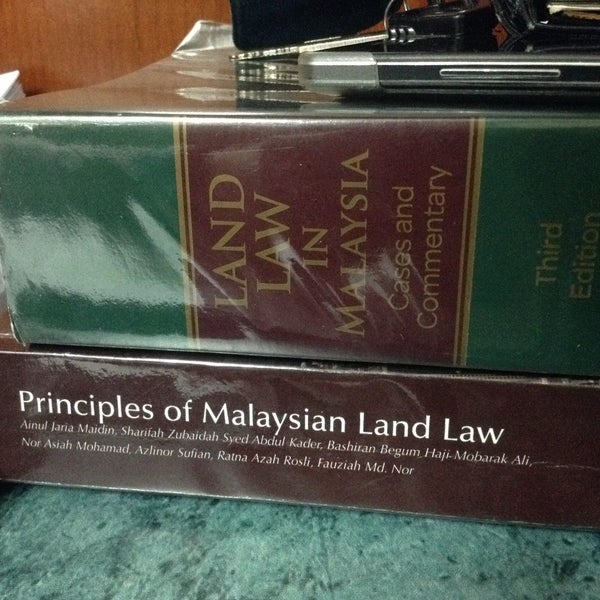 LAND
LAW
IN
MALAYSIA
Cases and
Commentary
Third
Edition
Principles of Malaysian Land Law
Ainul Jaria Maidin, Sharifah Zubaidah Syed Abdul Kader, Bashiran Begum Haji Mobarak Ali,
Nor Asiah Mohamad, Azlinor Sufian, Ratna Azah Rosli, Fauziah Md. Nor